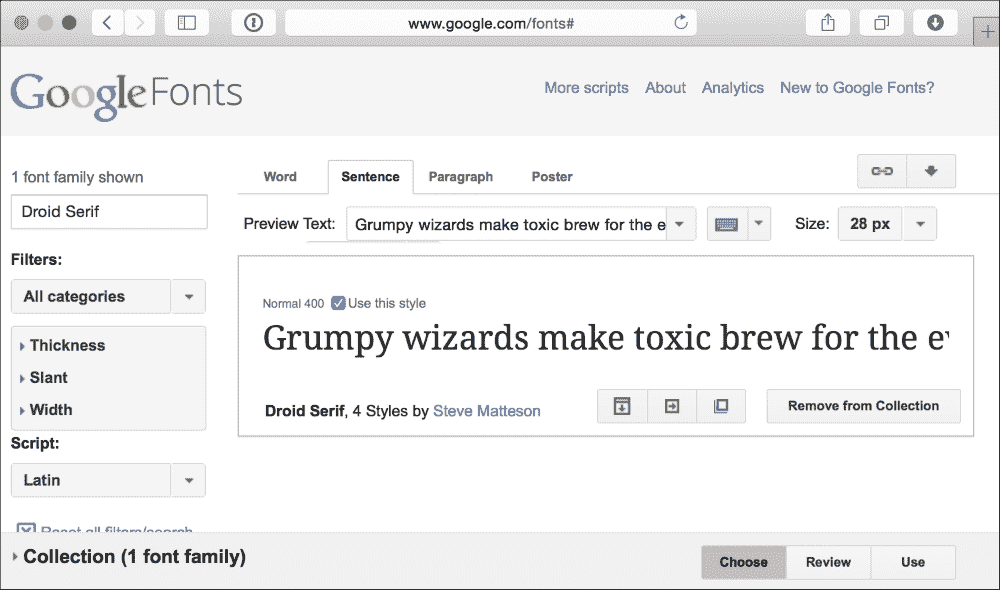 www.google.com/fonts#
Google Fonts
More scripts About Analytics New to Google Fonts?
1 font family shown
Droid Serif
Filters:
All categories
Thickness
Slant
Width
Script:
Latin
Reset all filters/search
Word Sentence Paragraph Poster
Preview Text: Grumpy wizards make toxic brew for the e Size: 28 px
Normal 400 Use this style
Grumpy wizards make toxic brew for the ev
Droid Serif, 4 Styles by Steve Matteson Remove from Collection
Collection (1 font family) Choose Review Use